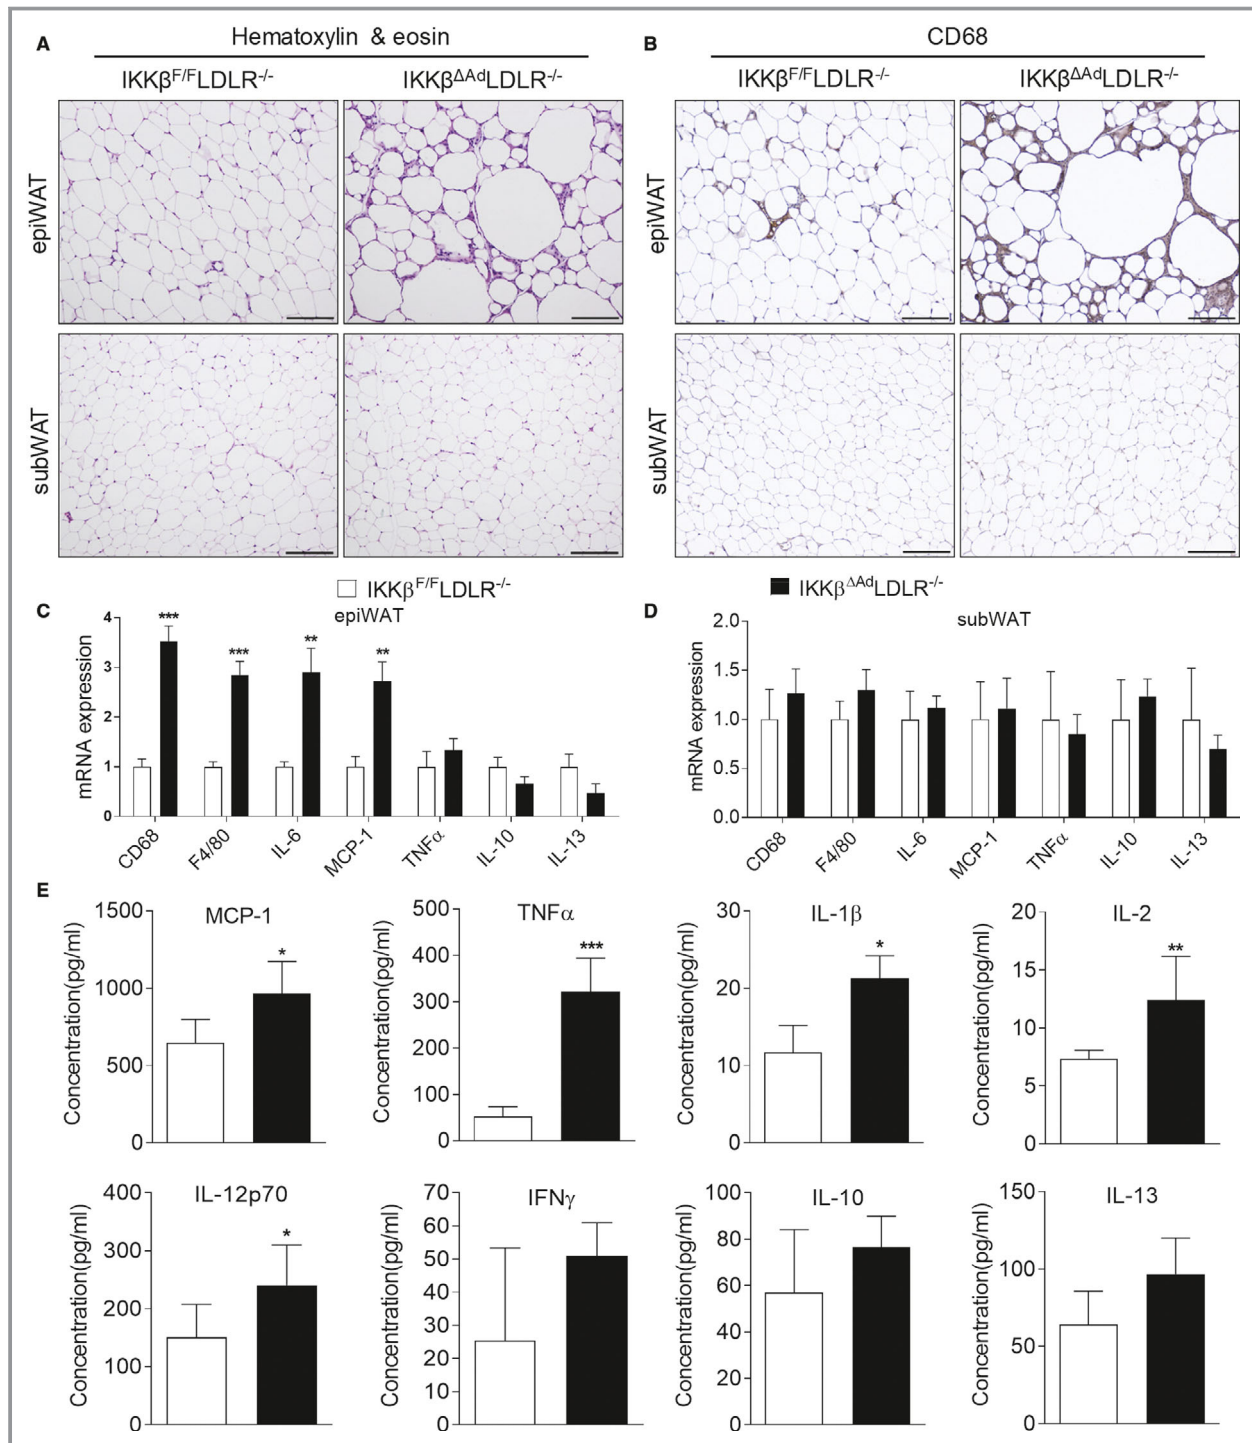 A
Hematoxylin & eosin
IKKβF/FLDLR-/-
IKKβΔAdLDLR-/-
epiWAT
subWAT
B
CD68
IKKβF/FLDLR-/-
IKKβΔAdLDLR-/-
epiWAT
subWAT
IKKβF/FLDLR-/-
IKKβΔAdLDLR-/-
C
epiWAT
mRNA expression
4
3
2
1
0
***
***
**
**
CD68
F4/80
IL-6
MCP-1
TNFα
IL-10
IL-13
D
subWAT
mRNA expression
2.0
1.5
1.0
0.5
0.0
CD68
F4/80
IL-6
MCP-1
TNFα
IL-10
IL-13
E
MCP-1
Concentration(pg/ml)
1500
1000
500
0
*
TNFα
Concentration(pg/ml)
500
400
300
200
100
0
***
IL-1β
Concentration(pg/ml)
30
20
10
0
*
IL-2
Concentration(pg/ml)
20
15
10
5
0
**
IL-12p70
Concentration(pg/ml)
400
300
200
100
0
*
IFNγ
Concentration(pg/ml)
70
60
50
40
30
20
10
0
IL-10
Concentration(pg/ml)
100
80
60
40
20
0
IL-13
Concentration(pg/ml)
150
100
50
0